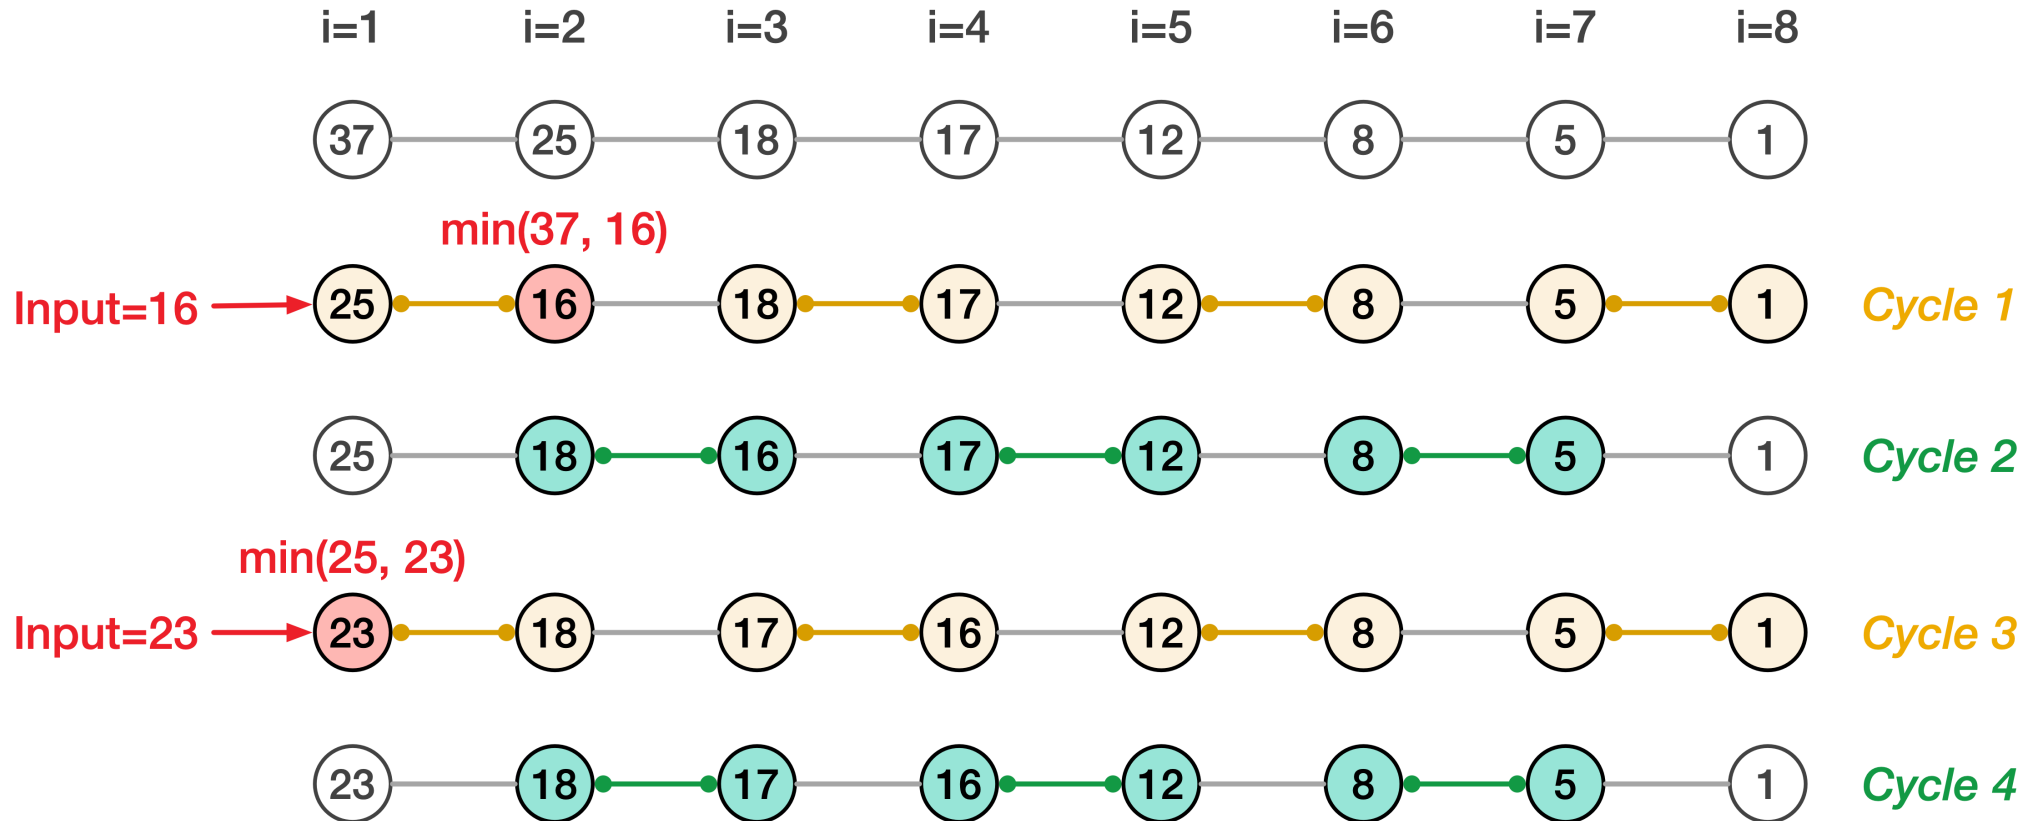 i=1 i=2 i=3 i=4 i=5 i=6 i=7 i=8
37 25 18 17 12 8 5 1
min(37, 16)
Input=16 25 16 18 17 12 8 5 1 Cycle 1
25 18 16 17 12 8 5 1 Cycle 2
min(25, 23)
Input=23 23 18 17 16 12 8 5 1 Cycle 3
23 18 17 16 12 8 5 1 Cycle 4